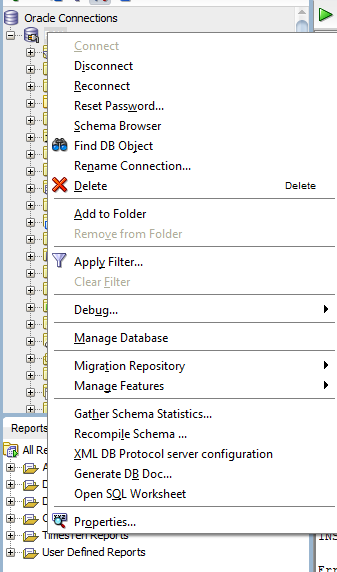 Oracle Connections
Connect
Disconnect
Reconnect
Reset Password...
Schema Browser
Find DB Object
Rename Connection...
Delete Delete
Add to Folder
Remove from Folder
Apply Filter...
Clear Filter
Debug...
Manage Database
Migration Repository
Manage Features
Gather Schema Statistics...
Recompile Schema ...
XML DB Protocol server configuration
Generate DB Doc...
Open SQL Worksheet
Properties...
Reports
All Re
A
D
D
TimesTen Reports
User Defined Reports
INS
Err